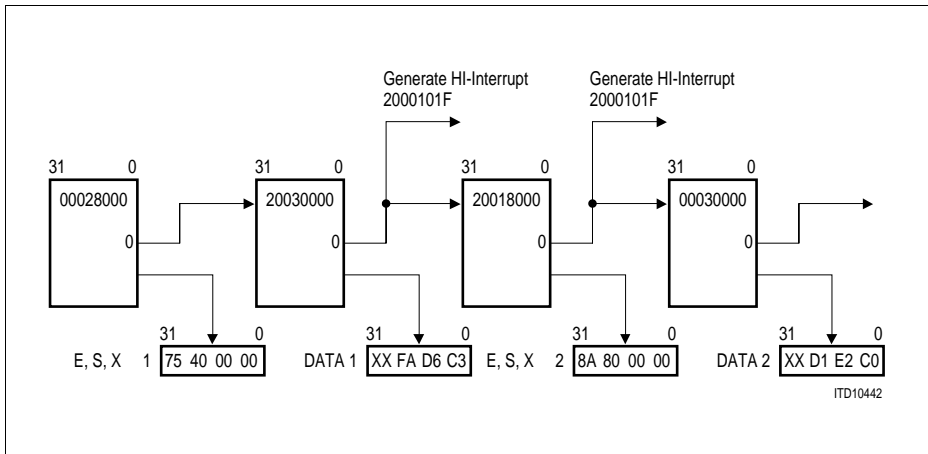 Generate HI-Interrupt
2000101F
Generate HI-Interrupt
2000101F
31 0
31 0
31 0
31 0
00028000
20030000
20018000
00030000
0
0
0
0
31 0
31 0
31 0
31 0
E, S, X 1 75 40 00 00
DATA 1 XX FA D6 C3
E, S, X 2 8A 80 00 00
DATA 2 XX D1 E2 C0
ITD10442